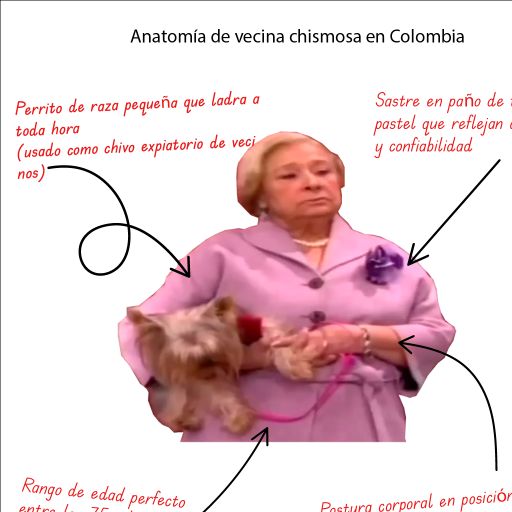 Anatomía de vecina chismosa en Colombia
Perrito de raza pequeña que ladra a
toda hora
(usado como chivo expiatorio de veci
nos)
Sastre en paño de
pastel que reflejan
y confiabilidad
Rango de edad perfecto
Postura corporal en posición